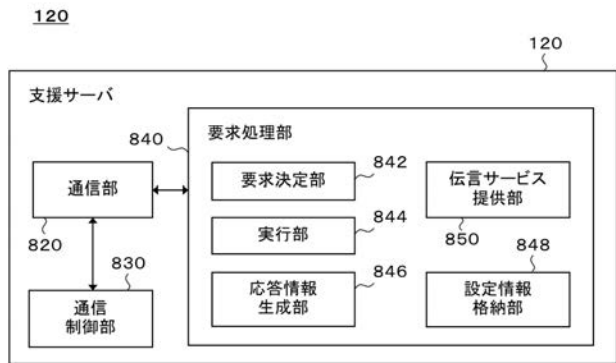 120
120
支援サーバ
840
要求処理部
通信部
820
830
通信
制御部
要求決定部
842
実行部
844
応答情報
生成部
846
伝言サービス
提供部
850
848
設定情報
格納部